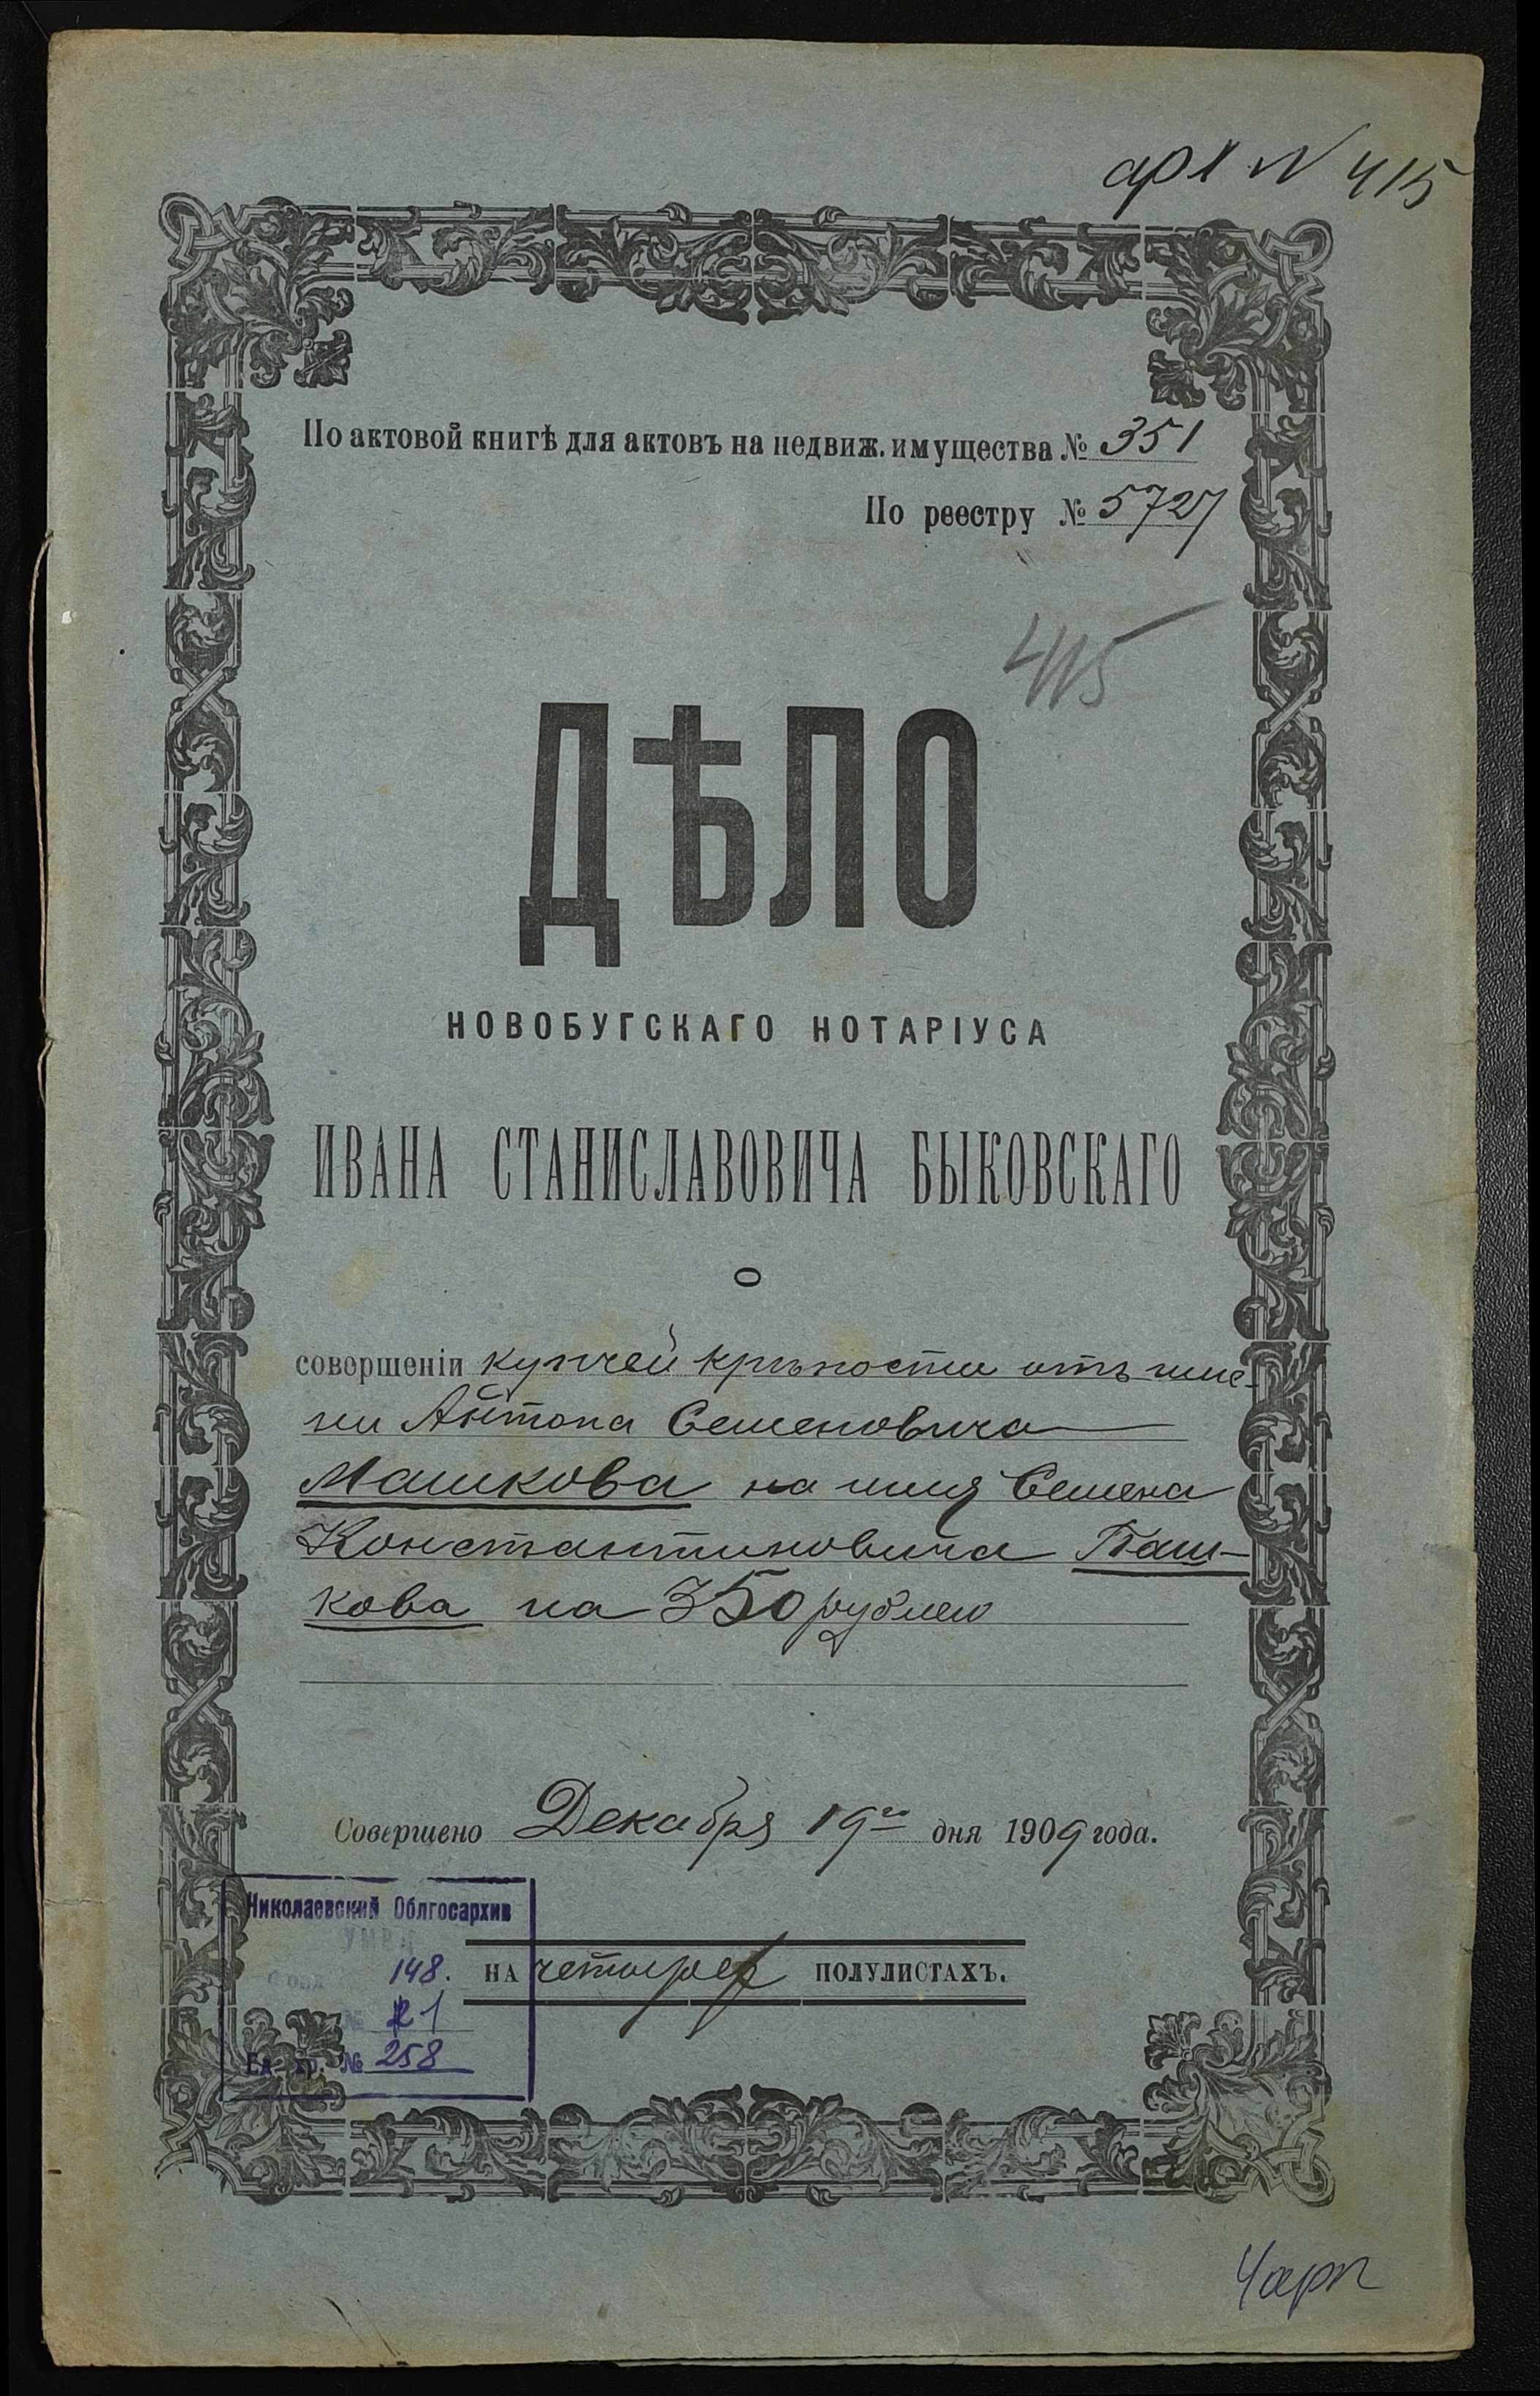 арх № 415
По актовой книгѣ для актовъ на недвиж. имущества № 351
По реестру № 5727
415
ДѢЛО
НОВОБУГСКАГО НОТАРІУСА
ИВАНА СТАНИСЛАВОВИЧА БЫКОВСКАГО
О
совершеніи купчей крѣпости отъ име-
ни Антона Семеновича
Машкова на имя Семена
Константиновича Паш-
кова на 350 рублей
Совершено Декабря 19го дня 1909 года.
Николаевский Облгосархив
148.
НА четырех ПОЛУЛИСТАХЪ.
№ 1
Ед. хр. № 258